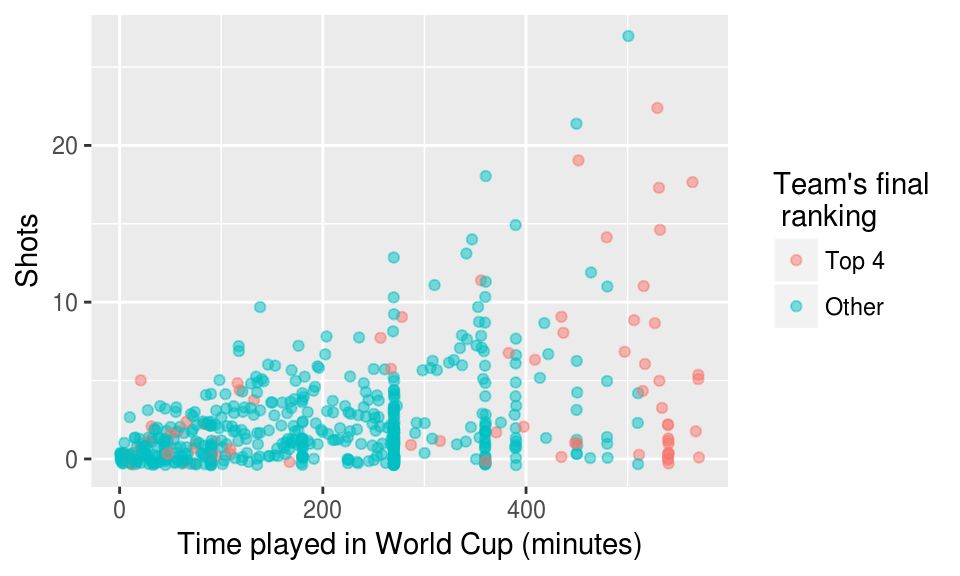 20
10
0
Shots
0 200 400
Time played in World Cup (minutes)
Team's final
ranking
Top 4
Other